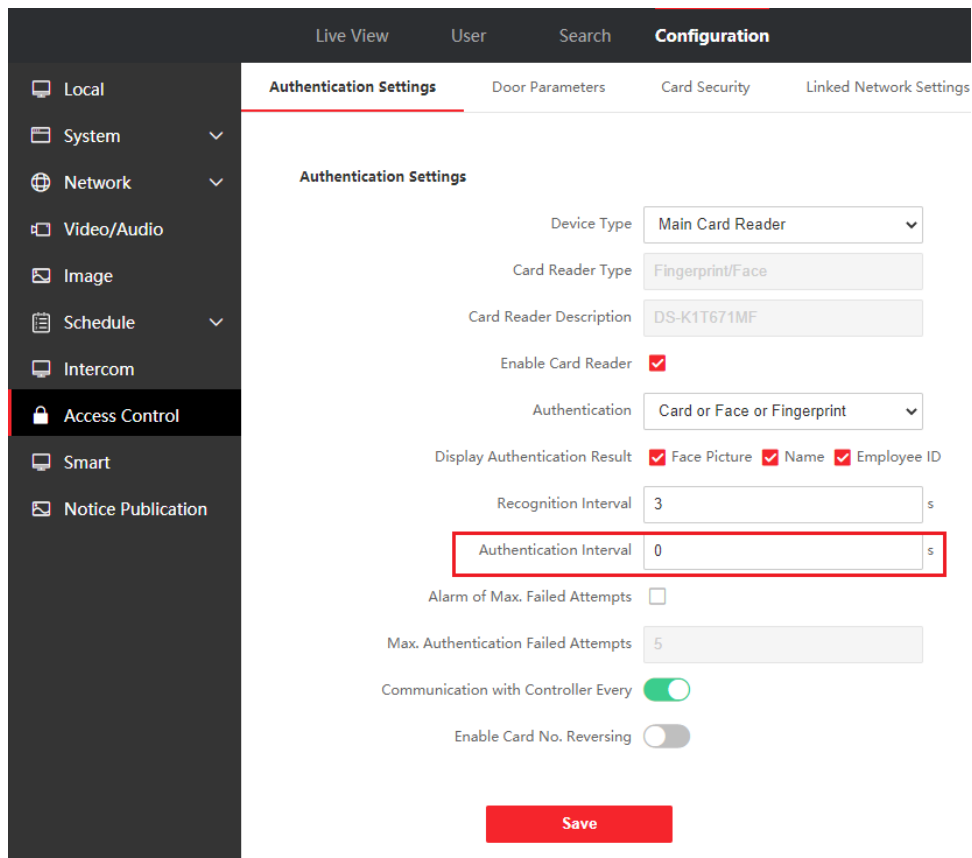 Live View User Search Configuration
Local
System
Network
Video/Audio
Image
Schedule
Intercom
Access Control
Smart
Notice Publication
Authentication Settings Door Parameters Card Security Linked Network Settings
Authentication Settings
Device Type Main Card Reader
Card Reader Type Fingerprint/Face
Card Reader Description DS-K1T671MF
Enable Card Reader
Authentication Card or Face or Fingerprint
Display Authentication Result Face Picture Name Employee ID
Recognition Interval 3 s
Authentication Interval 0 s
Alarm of Max. Failed Attempts
Max. Authentication Failed Attempts 5
Communication with Controller Every
Enable Card No. Reversing
Save